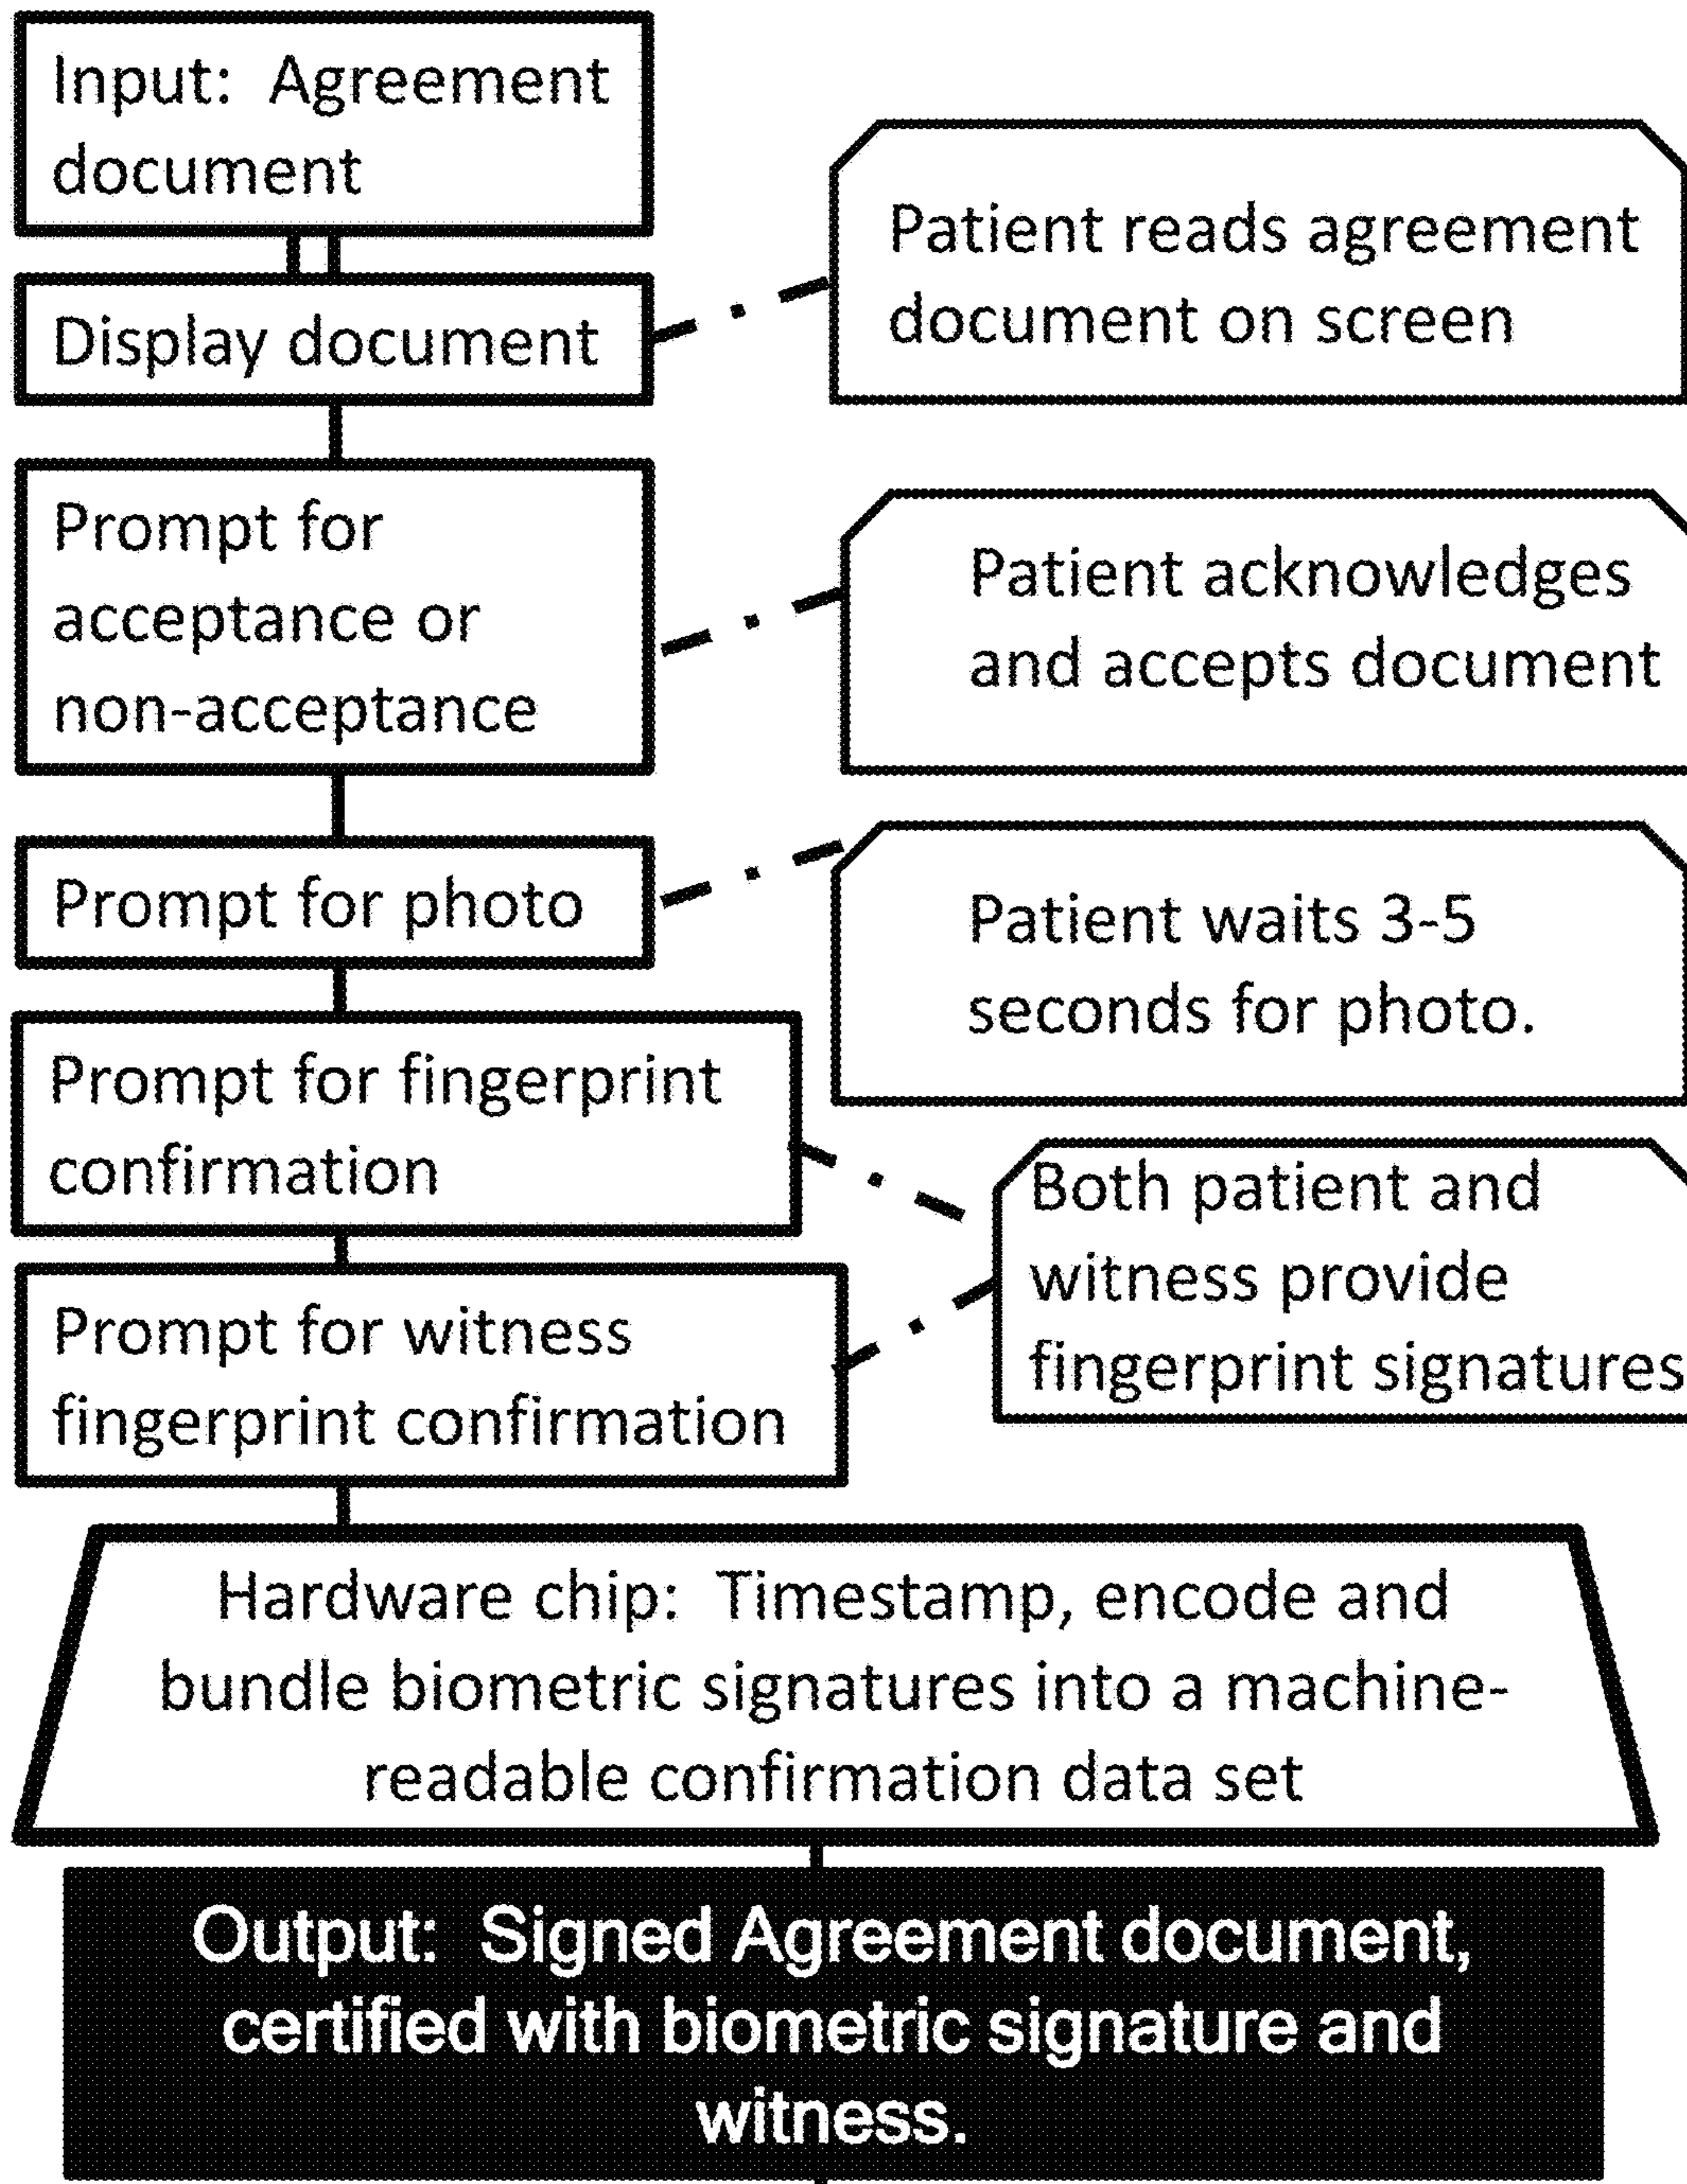 Input:  Agreement
document
Patient reads agreement
document on screen
Display document
Prompt for
acceptance or
non-acceptance
Patient acknowledges
and accepts document
Prompt for photo
Patient waits 3-5
seconds for photo.
Prompt for fingerprint
confirmation
Both patient and
witness provide
fingerprint signatures
Prompt for witness
fingerprint confirmation
Hardware chip:  Timestamp, encode and
bundle biometric signatures into a machine-
readable confirmation data set
Output:  Signed Agreement document,
certified with biometric signature and
witness.